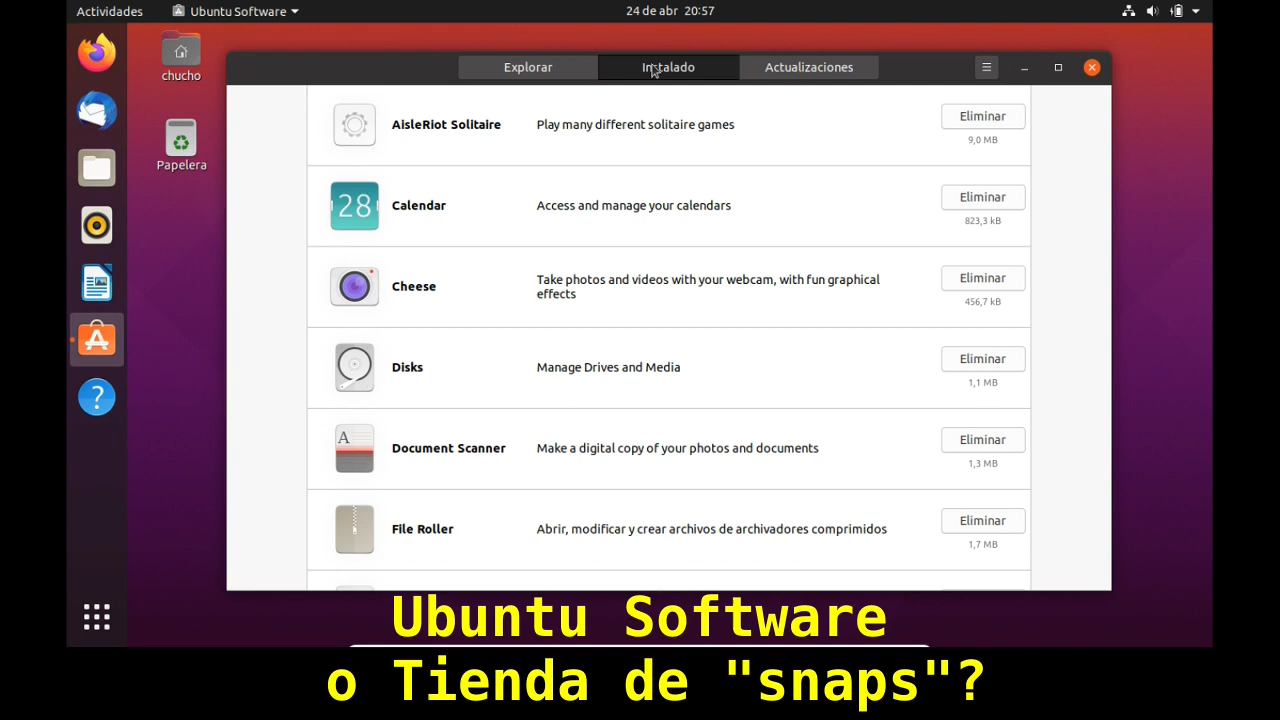 Actividades
Ubuntu Software
24 de abr 20:57
chucho
Papelera
Explorar
Instalado
Actualizaciones
AisleRiot Solitaire
Play many different solitaire games
Eliminar
9,0 MB
28
Calendar
Access and manage your calendars
Eliminar
823,3 kB
Cheese
Take photos and videos with your webcam, with fun graphical
effects
Eliminar
456,7 kB
Disks
Manage Drives and Media
Eliminar
1,1 MB
A
Document Scanner
Make a digital copy of your photos and documents
Eliminar
1,3 MB
File Roller
Abrir, modificar y crear archivos de archivadores comprimidos
Eliminar
1,7 MB
Ubuntu Software
o Tienda de "snaps"?